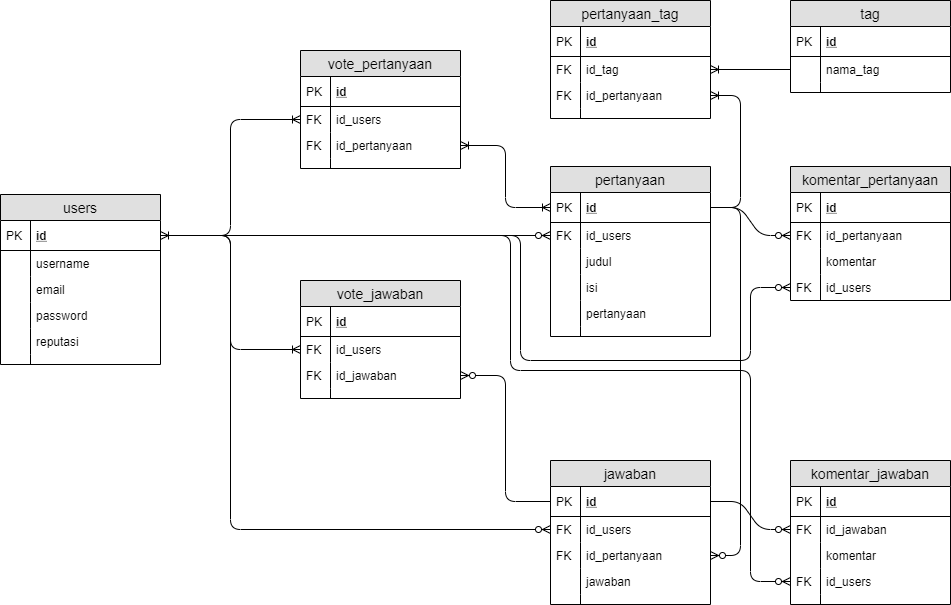 users
PK id
username
email
password
reputasi
vote_pertanyaan
PK id
FK id_users
FK id_pertanyaan
vote_jawaban
PK id
FK id_users
FK id_jawaban
pertanyaan_tag
PK id
FK id_tag
FK id_pertanyaan
pertanyaan
PK id
FK id_users
judul
isi
pertanyaan
jawaban
PK id
FK id_users
FK id_pertanyaan
jawaban
tag
PK id
nama_tag
komentar_pertanyaan
PK id
FK id_pertanyaan
komentar
FK id_users
komentar_jawaban
PK id
FK id_jawaban
komentar
FK id_users